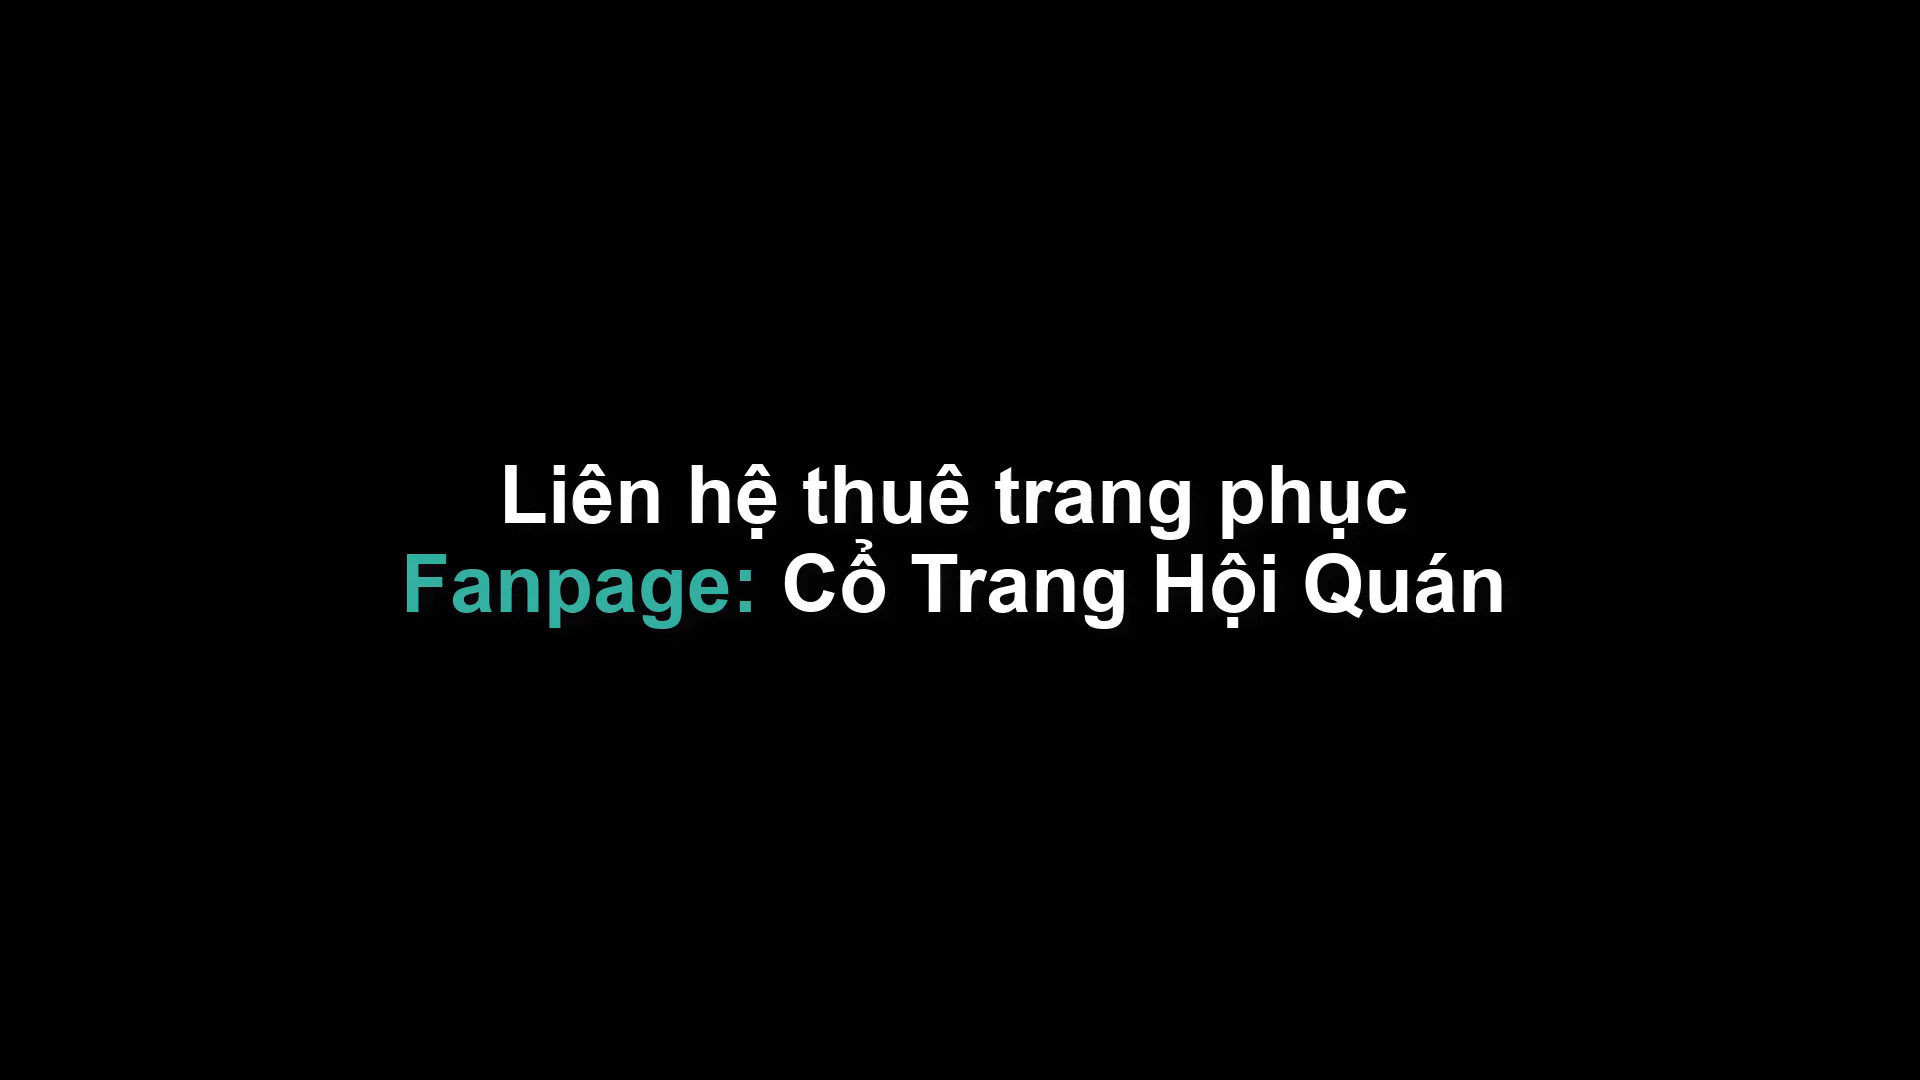 Liên hệ thuê trang phục
Fanpage: Cổ Trang Hội Quán